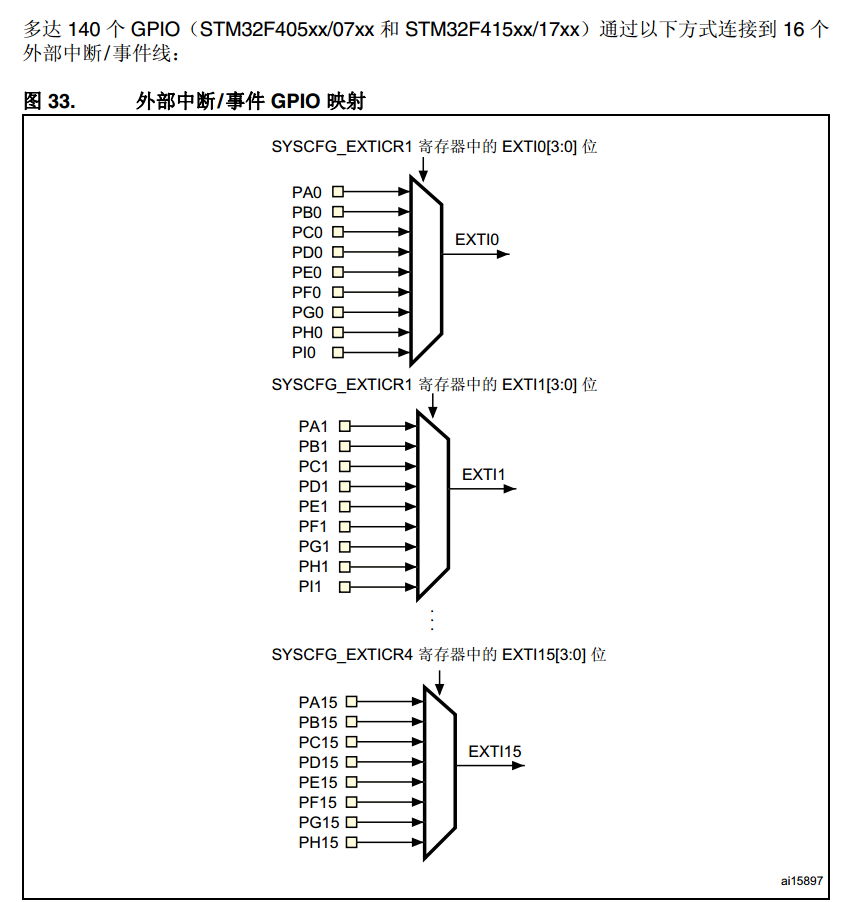 多达 140 个 GPIO（STM32F405xx/07xx 和 STM32F415xx/17xx）通过以下方式连接到 16 个
外部中断/事件线：
图 33. 外部中断/事件 GPIO 映射
SYSCFG_EXTICR1 寄存器中的 EXTI0[3:0] 位
PA0
PB0
PC0
PD0
PE0
PF0
PG0
PH0
PI0
EXTI0
SYSCFG_EXTICR1 寄存器中的 EXTI1[3:0] 位
PA1
PB1
PC1
PD1
PE1
PF1
PG1
PH1
PI1
EXTI1
SYSCFG_EXTICR4 寄存器中的 EXTI15[3:0] 位
PA15
PB15
PC15
PD15
PE15
PF15
PG15
PH15
EXTI15
ai15897